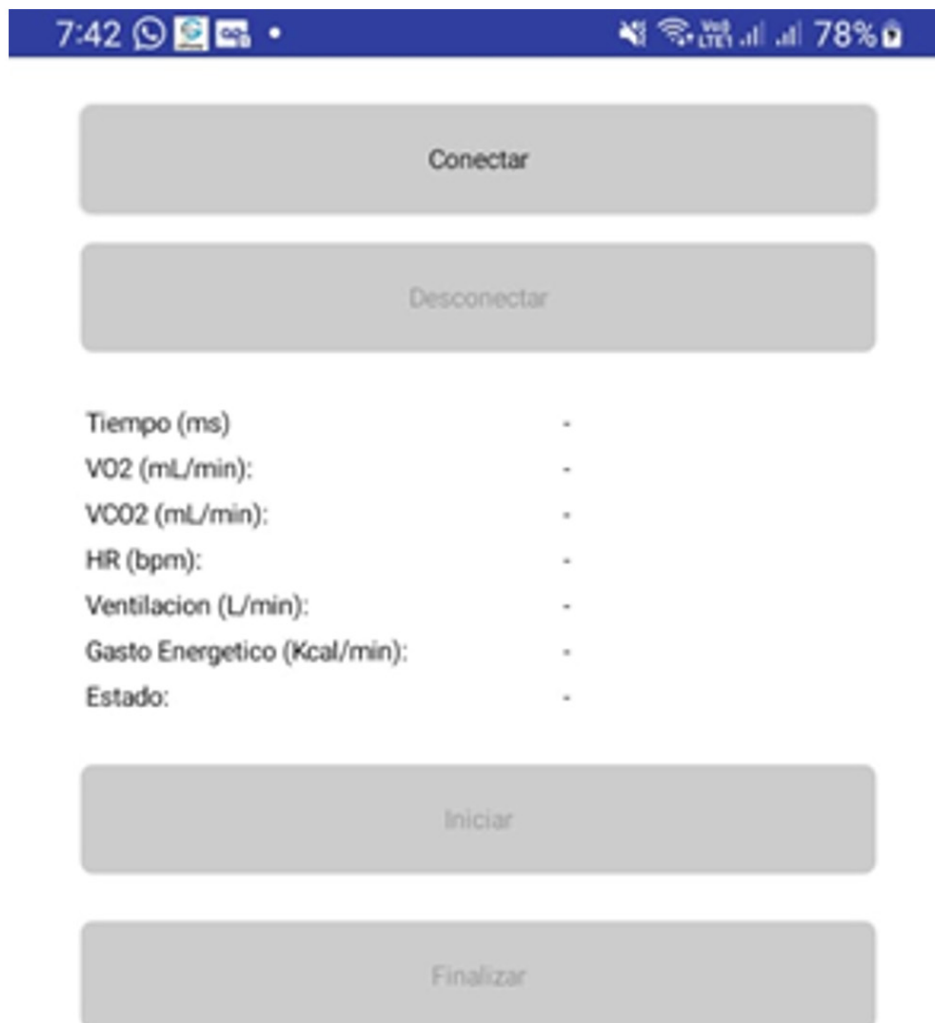 7:42 78%
Conectar
Desconectar
Tiempo (ms) -
VO2 (mL/min): -
VCO2 (mL/min): -
HR (bpm): -
Ventilacion (L/min): -
Gasto Energetico (Kcal/min): -
Estado: -
Iniciar
Finalizar